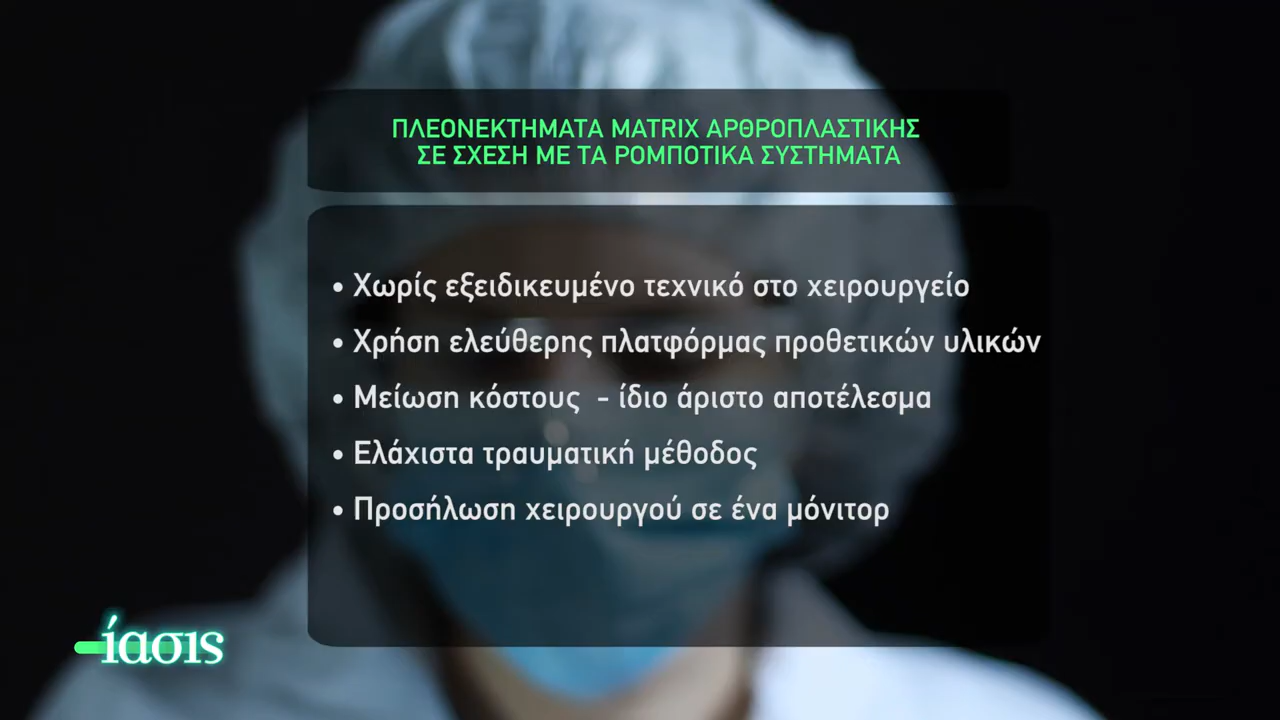 ΠΛΕΟΝΕΚΤΗΜΑΤΑ MATRIX ΑΡΘΡΟΠΛΑΣΤΙΚΗΣ
ΣΕ ΣΧΕΣΗ ΜΕ ΤΑ ΡΟΜΠΟΤΙΚΑ ΣΥΣΤΗΜΑΤΑ
• Χωρίς εξειδικευμένο τεχνικό στο χειρουργείο
• Χρήση ελεύθερης πλατφόρμας προθετικών υλικών
• Μείωση κόστους - ίδιο άριστο αποτέλεσμα
• Ελάχιστα τραυματική μέθοδος
• Προσήλωση χειρουργού σε ένα μόνιτορ
ίασις